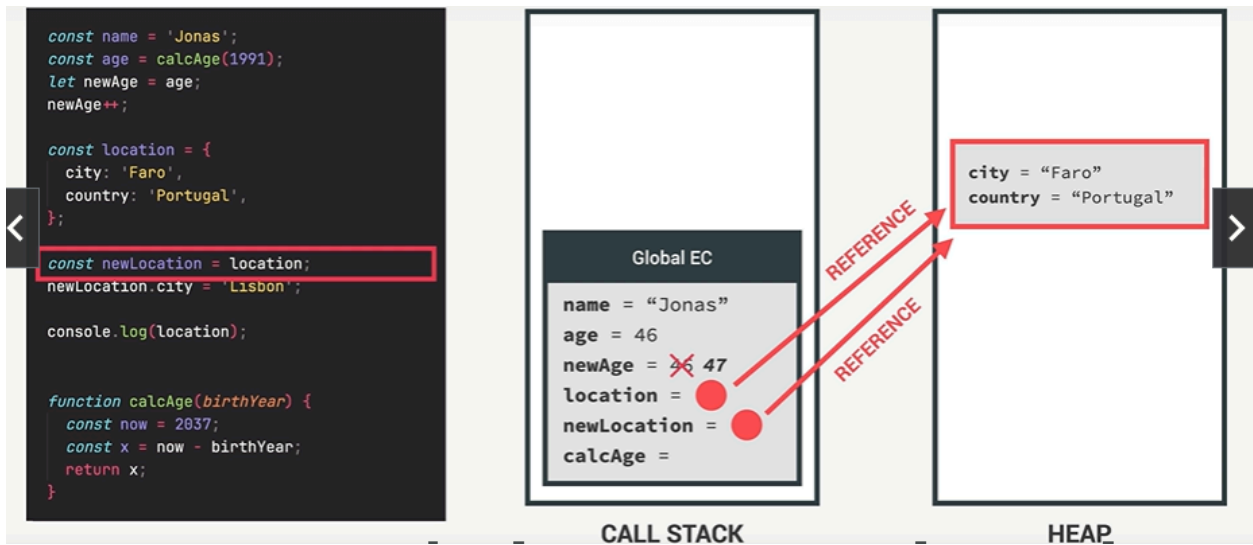 const name = 'Jonas';
const age = calcAge(1991);
let newAge = age;
newAge++;
const location = {
city: 'Faro',
country: 'Portugal',
};
const newLocation = location;
newLocation.city = 'Lisbon';
console.log(location);
function calcAge(birthYear) {
const now = 2037;
const x = now - birthYear;
return x;
}
Global EC
name = “Jonas”
age = 46
newAge = 46 47
location =
newLocation =
calcAge =
CALL STACK
REFERENCE
REFERENCE
city = “Faro”
country = “Portugal”
HEAP